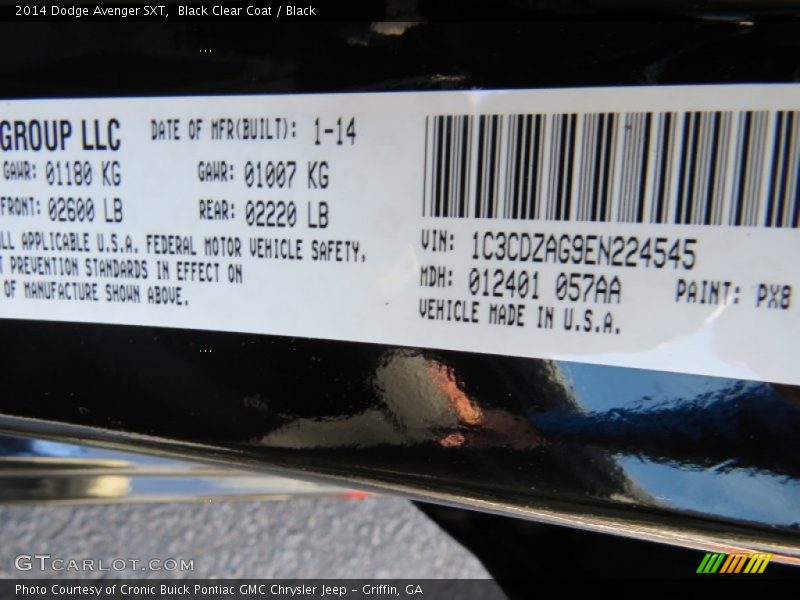 2014 Dodge Avenger SXT,  Black Clear Coat / Black
GROUP LLC
DATE OF MFR(BUILT): 1-14
GAWR: 01180 KG
GAWR: 01007 KG
FRONT: 02600 LB
REAR: 02220 LB
ALL APPLICABLE U.S.A. FEDERAL MOTOR VEHICLE SAFETY,
T PREVENTION STANDARDS IN EFFECT ON
OF MANUFACTURE SHOWN ABOVE.
VIN: 1C3CDZAG9EN224545
MDH: 012401 057AA
PAINT: PX8
VEHICLE MADE IN U.S.A.
GTCARLOT.COM
Photo Courtesy of Cronic Buick Pontiac GMC Chrysler Jeep - Griffin, GA